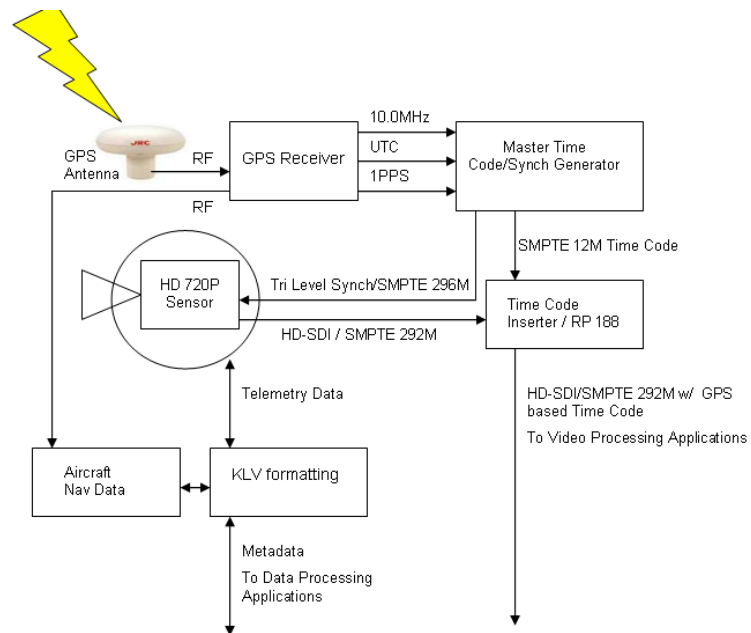 10.0MHz
JRC
GPS
Antenna
RF
GPS Receiver
UTC
1PPS
Master Time
Code/Synch Generator
RF
SMPTE 12M Time Code
HD 720P
Sensor
Tri Level Synch/SMPTE 296M
HD-SDI / SMPTE 292M
Time Code
Inserter / RP 188
Telemetry Data
HD-SDI/SMPTE 292M w/ GPS
based Time Code
To Video Processing Applications
Aircraft
Nav Data
KLV formatting
Metadata
To Data Processing
Applications